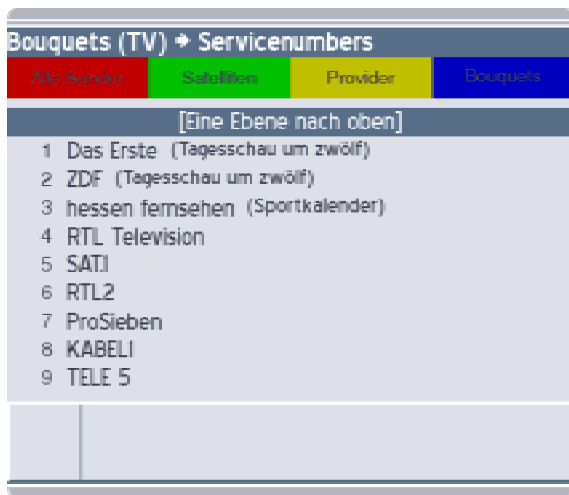 Bouquets (TV) → Servicenumbers
Alle Sender Satelliten Provider Bouquets
[Eine Ebene nach oben]
1 Das Erste (Tagesschau um zwölf)
2 ZDF (Tagesschau um zwölf)
3 hessen fernsehen (Sportkalender)
4 RTL Television
5 SAT.1
6 RTL2
7 ProSieben
8 KABEL1
9 TELE 5